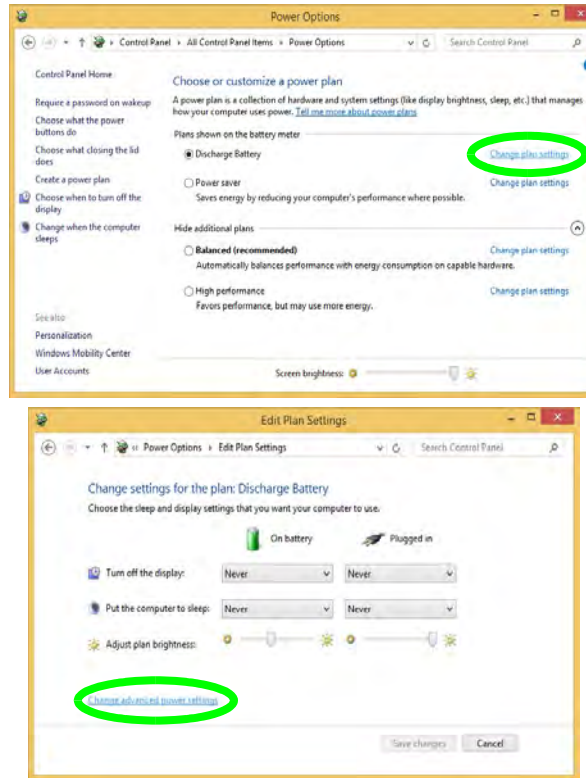 Power Options
Control Panel ▸ All Control Panel Items ▸ Power Options
Search Control Panel
Control Panel Home
Require a password on wakeup
Choose what the power
buttons do
Choose what closing the lid
does
Create a power plan
Choose when to turn off the
display
Change when the computer
sleeps
See also
Personalization
Windows Mobility Center
User Accounts
Choose or customize a power plan
A power plan is a collection of hardware and system settings (like display brightness, sleep, etc.) that manages
how your computer uses power. Tell me more about power plans
Plans shown on the battery meter
Discharge Battery Change plan settings
Power saver Change plan settings
Saves energy by reducing your computer's performance where possible.
Hide additional plans
Balanced (recommended) Change plan settings
Automatically balances performance with energy consumption on capable hardware.
High performance Change plan settings
Favors performance, but may use more energy.
Screen brightness:
Edit Plan Settings
« Power Options ▸ Edit Plan Settings
Search Control Panel
Change settings for the plan: Discharge Battery
Choose the sleep and display settings that you want your computer to use.
On battery Plugged in
Turn off the display: Never Never
Put the computer to sleep: Never Never
Adjust plan brightness:
Change advanced power settings
Save changes Cancel